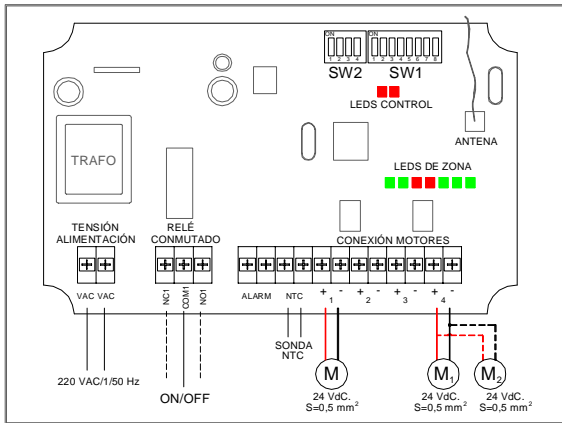 ON
ON
1 2 3 4
1 2 3 4 5 6 7 8
SW2
SW1
LEDS CONTROL
ANTENA
TRAFO
LEDS DE ZONA
TENSIÓN
ALIMENTACIÓN
RELÉ
CONMUTADO
CONEXIÓN MOTORES
VAC VAC
NC1
COM1
NO1
ALARM
NTC
+ - + - + - + -
1 2 3 4
SONDA
NTC
220 VAC/1/50 Hz
ON/OFF
M
M1
M2
24 VdC.
S=0,5 mm²
24 VdC.
S=0,5 mm²
24 VdC.
S=0,5 mm²